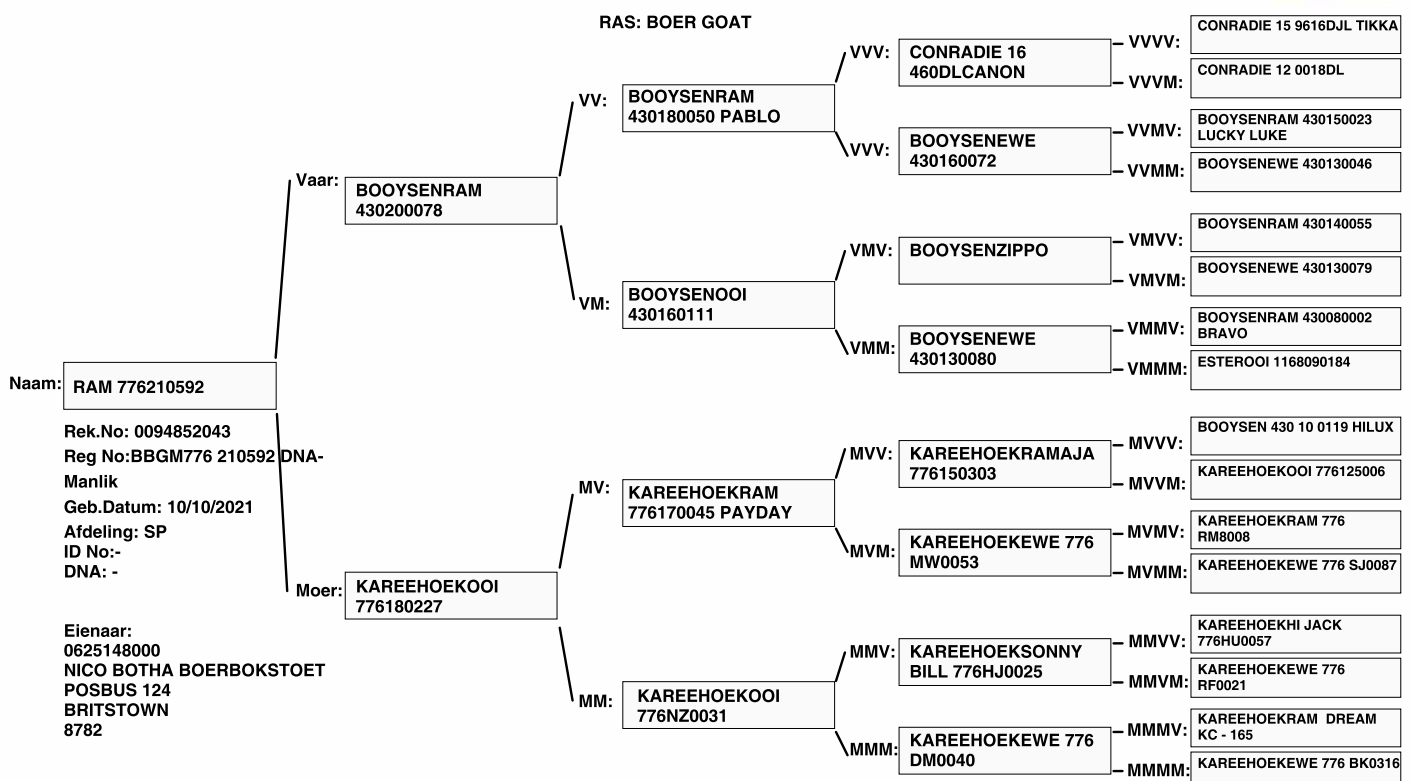 RAS: BOER GOAT
Naam:
RAM 776210592
Rek.No: 0094852043
Reg No:BBGM776 210592 DNA-
Manlik
Geb.Datum: 10/10/2021
Afdeling: SP
ID No:-
DNA: -
Eienaar:
0625148000
NICO BOTHA BOERBOKSTOET
POSBUS 124
BRITSTOWN
8782
Vaar:
BOOYSENRAM
430200078
Moer:
KAREEHOEKOOI
776180227
VV:
BOOYSENRAM
430180050 PABLO
VM:
BOOYSENOOI
430160111
MV:
KAREEHOEKRAM
776170045 PAYDAY
MM:
KAREEHOEKOOI
776NZ0031
VVV:
CONRADIE 16
460DLCANON
VVV:
BOOYSENEWE
430160072
VMV:
BOOYSENZIPPO
VMM:
BOOYSENEWE
430130080
MVV:
KAREEHOEKRAMAJA
776150303
MVM:
KAREEHOEKEWE 776
MW0053
MMV:
KAREEHOEKSONNY
BILL 776HJ0025
MMM:
KAREEHOEKEWE 776
DM0040
VVVV:
CONRADIE 15 9616DJL TIKKA
VVVM:
CONRADIE 12 0018DL
VVMV:
BOOYSENRAM 430150023
LUCKY LUKE
VVMM:
BOOYSENEWE 430130046
VMVV:
BOOYSENRAM 430140055
VMVM:
BOOYSENEWE 430130079
VMMV:
BOOYSENRAM 430080002
BRAVO
VMMM:
ESTEROOI 1168090184
MVVV:
BOOYSEN 430 10 0119 HILUX
MVVM:
KAREEHOEKOOI 776125006
MVMV:
KAREEHOEKRAM 776
RM8008
MVMM:
KAREEHOEKEWE 776 SJ0087
MMVV:
KAREEHOEKHI JACK
776HU0057
MMVM:
KAREEHOEKEWE 776
RF0021
MMMV:
KAREEHOEKRAM  DREAM
KC - 165
MMMM:
KAREEHOEKEWE 776 BK0316